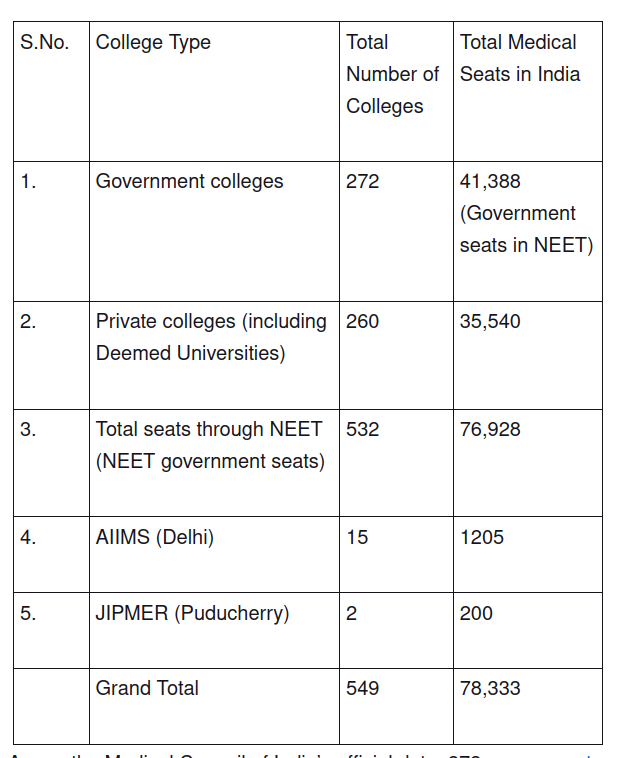 S.No. College Type Total Number of Colleges Total Medical Seats in India
1. Government colleges 272 41,388 (Government seats in NEET)
2. Private colleges (including Deemed Universities) 260 35,540
3. Total seats through NEET (NEET government seats) 532 76,928
4. AIIMS (Delhi) 15 1205
5. JIPMER (Puducherry) 2 200
Grand Total 549 78,333